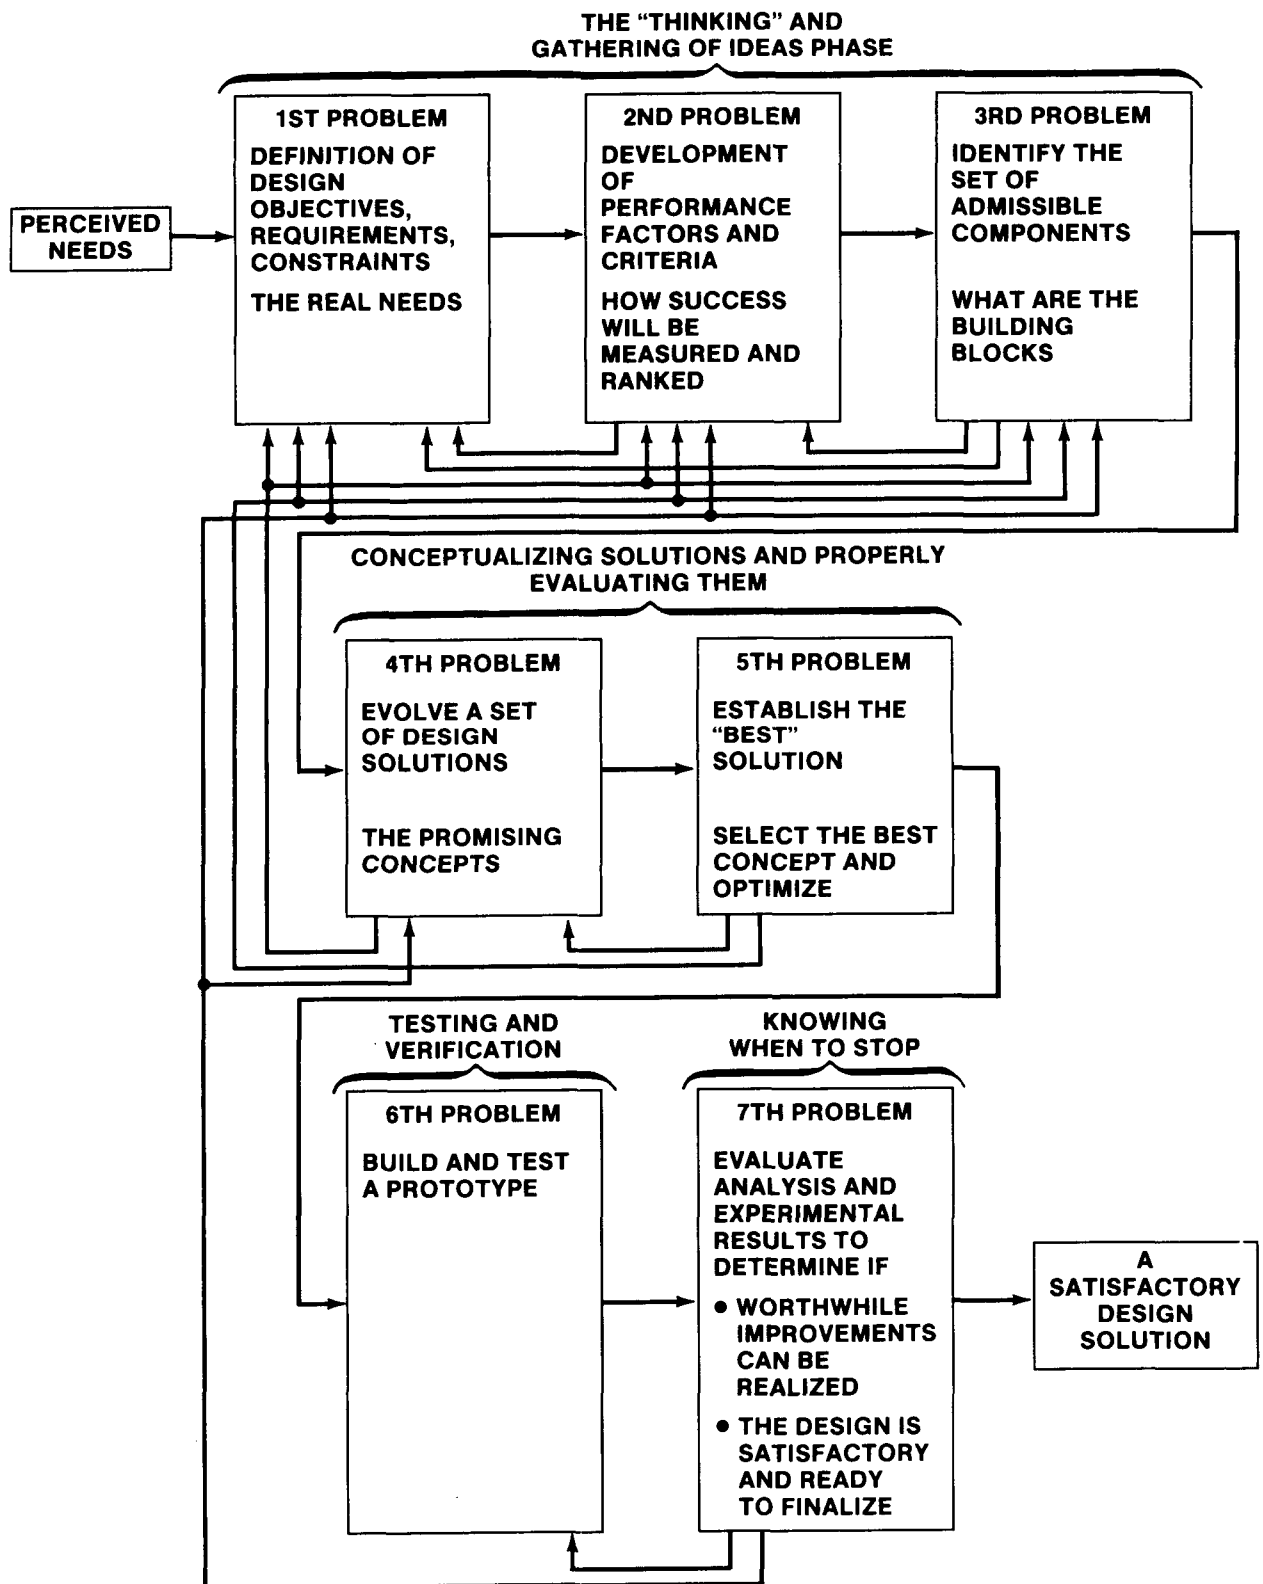 THE “THINKING” AND
GATHERING OF IDEAS PHASE
PERCEIVED
NEEDS
1ST PROBLEM
DEFINITION OF
DESIGN
OBJECTIVES,
REQUIREMENTS,
CONSTRAINTS
THE REAL NEEDS
2ND PROBLEM
DEVELOPMENT
OF
PERFORMANCE
FACTORS AND
CRITERIA
HOW SUCCESS
WILL BE
MEASURED AND
RANKED
3RD PROBLEM
IDENTIFY THE
SET OF
ADMISSIBLE
COMPONENTS
WHAT ARE THE
BUILDING
BLOCKS
CONCEPTUALIZING SOLUTIONS AND PROPERLY
EVALUATING THEM
4TH PROBLEM
EVOLVE A SET
OF DESIGN
SOLUTIONS
THE PROMISING
CONCEPTS
5TH PROBLEM
ESTABLISH THE
“BEST”
SOLUTION
SELECT THE BEST
CONCEPT AND
OPTIMIZE
TESTING AND
VERIFICATION
6TH PROBLEM
BUILD AND TEST
A PROTOTYPE
KNOWING
WHEN TO STOP
7TH PROBLEM
EVALUATE
ANALYSIS AND
EXPERIMENTAL
RESULTS TO
DETERMINE IF
● WORTHWHILE
IMPROVEMENTS
CAN BE
REALIZED
● THE DESIGN IS
SATISFACTORY
AND READY
TO FINALIZE
A
SATISFACTORY
DESIGN
SOLUTION